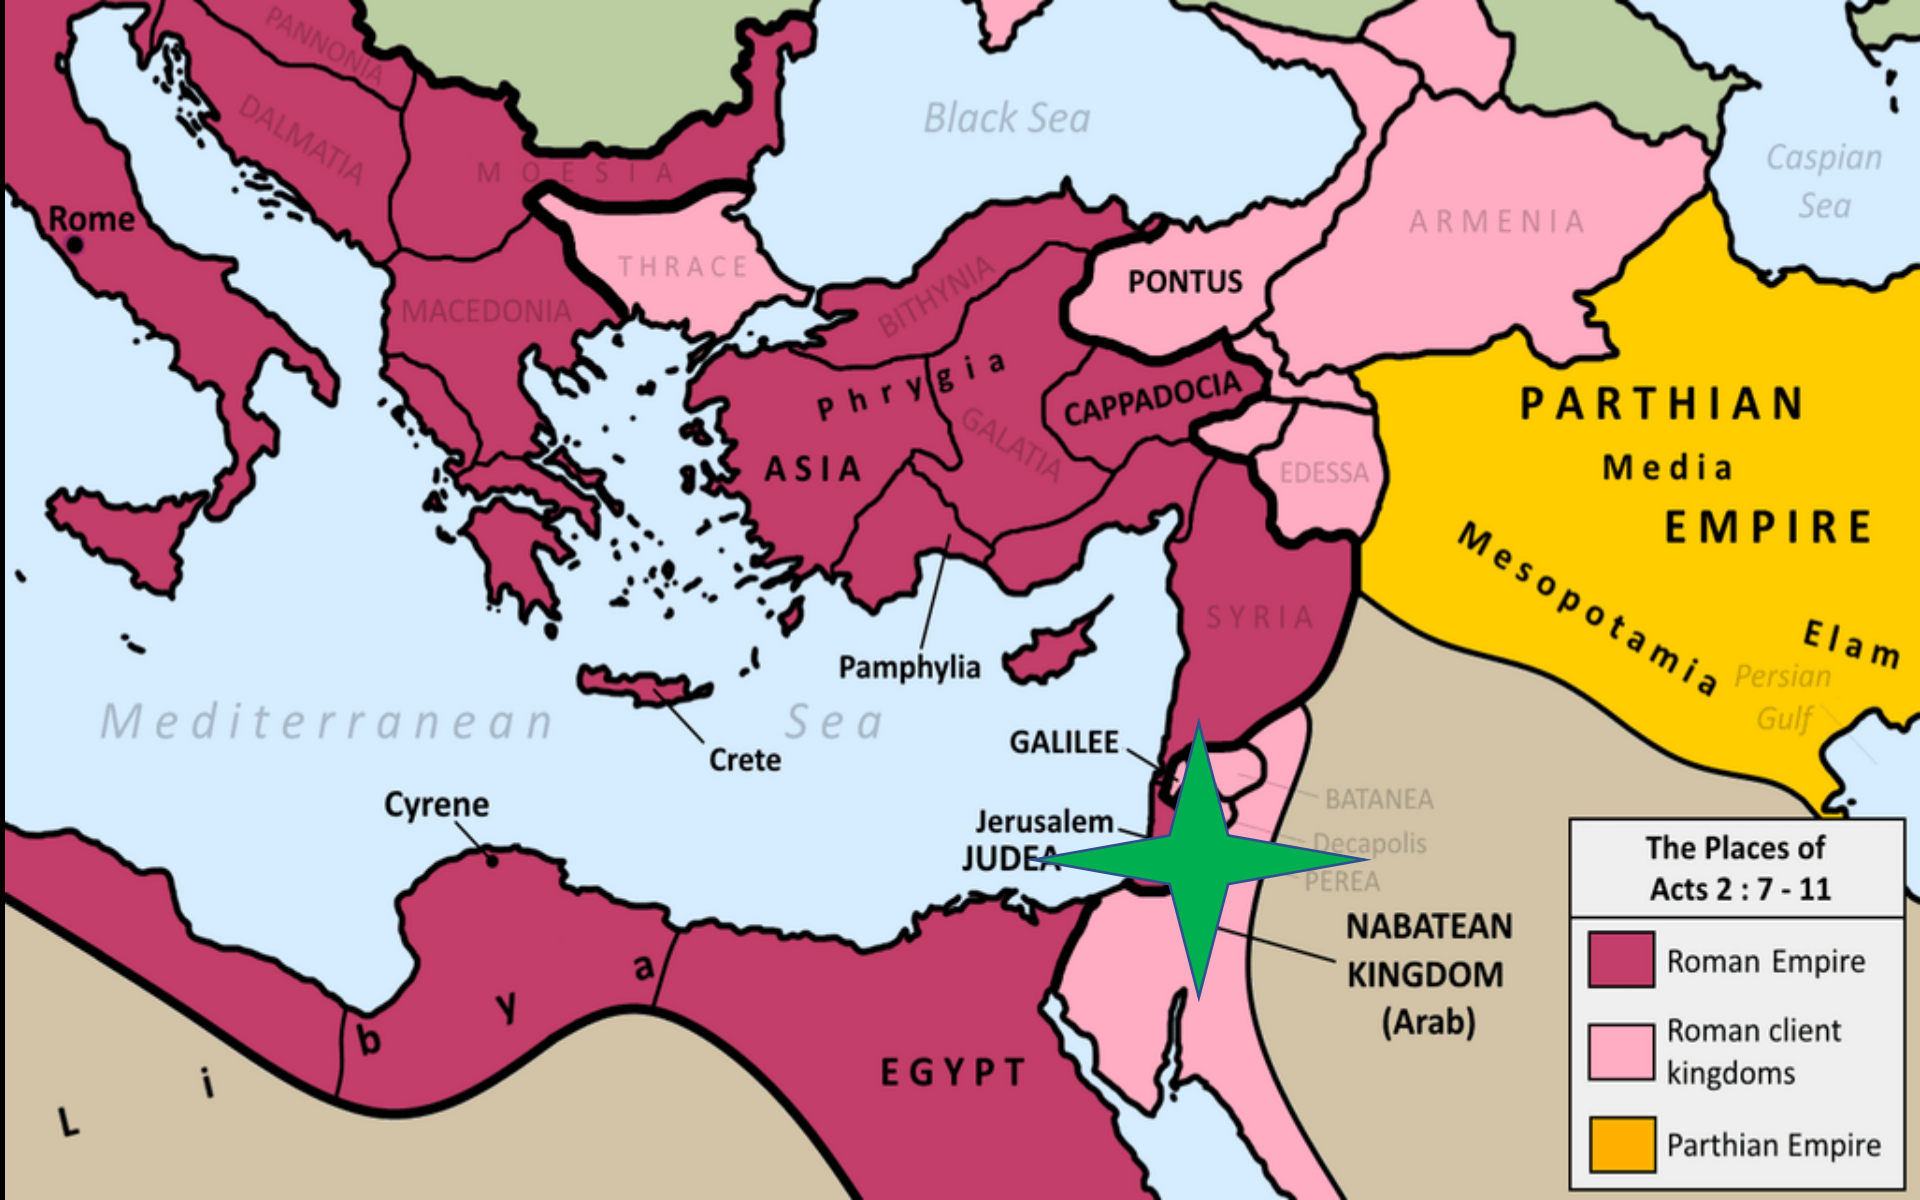 PANNONIA
DALMATIA
MOESIA
Black Sea
Caspian
Sea
Rome
THRACE
MACEDONIA
BITHYNIA
PONTUS
ARMENIA
Phrygia
CAPPADOCIA
GALATIA
ASIA
EDESSA
PARTHIAN
Media
EMPIRE
Mesopotamia
Elam
Persian
Gulf
SYRIA
Pamphylia
Mediterranean Sea
Crete
GALILEE
Cyrene
BATANEA
Jerusalem
Decapolis
JUDEA
PEREA
NABATEAN
KINGDOM
(Arab)
Libya
EGYPT
The Places of
Acts 2 : 7 - 11
Roman Empire
Roman client
kingdoms
Parthian Empire